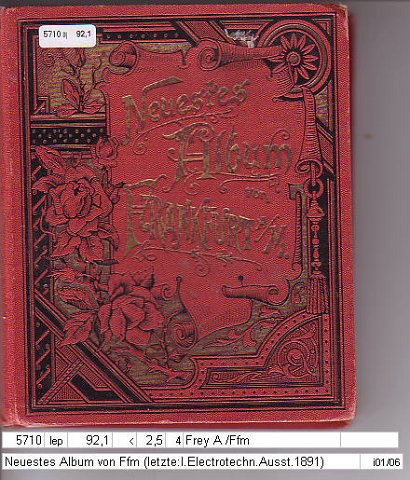 5710 || 92,1
Neuestes
Album
von
FRANKFURT a/M.
5710 lep 92,1 < 2,5 4 Frey A /Ffm
Neuestes Album von Ffm (letzte:I.Electrotechn.Ausst.1891) i01/06